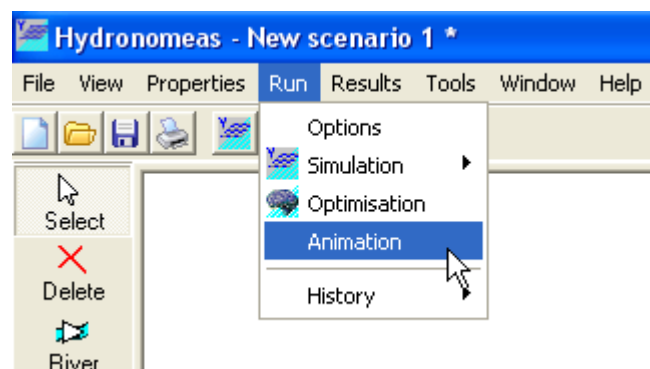 Hydronomeas - New scenario 1 *
File View Properties Run Results Tools Window Help
Options
Simulation
Optimisation
Animation
History
Select
Delete
River